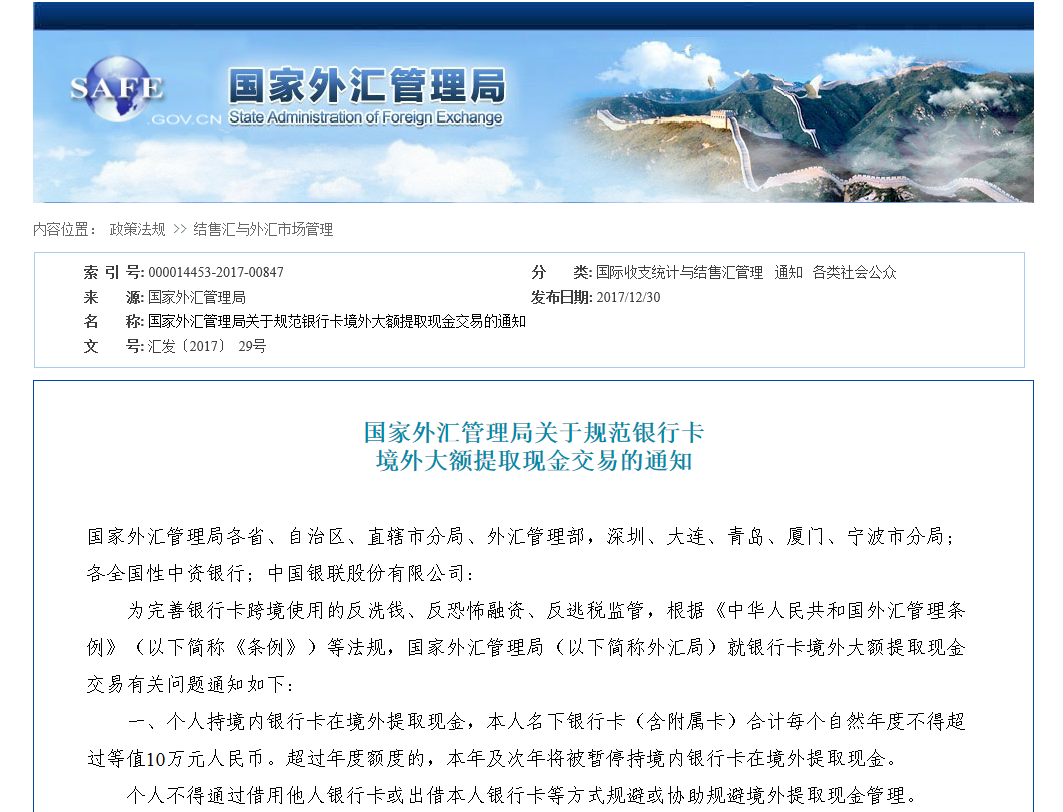 SAFE
.GOV.CN
国家外汇管理局
State Administration of Foreign Exchange
内容位置： 政策法规 >> 结售汇与外汇市场管理
索 引 号: 000014453-2017-00847
分 类: 国际收支统计与结售汇管理 通知 各类社会公众
来 源: 国家外汇管理局
发布日期: 2017/12/30
名 称: 国家外汇管理局关于规范银行卡境外大额提取现金交易的通知
文 号: 汇发〔2017〕 29号
国家外汇管理局关于规范银行卡
境外大额提取现金交易的通知
国家外汇管理局各省、自治区、直辖市分局、外汇管理部，深圳、大连、青岛、厦门、宁波市分局；
各全国性中资银行；中国银联股份有限公司：
为完善银行卡跨境使用的反洗钱、反恐怖融资、反逃税监管，根据《中华人民共和国外汇管理条
例》（以下简称《条例》）等法规，国家外汇管理局（以下简称外汇局）就银行卡境外大额提取现金
交易有关问题通知如下：
一、个人持境内银行卡在境外提取现金，本人名下银行卡（含附属卡）合计每个自然年度不得超
过等值10万元人民币。超过年度额度的，本年及次年将被暂停持境内银行卡在境外提取现金。
个人不得通过借用他人银行卡或出借本人银行卡等方式规避或协助规避境外提取现金管理。